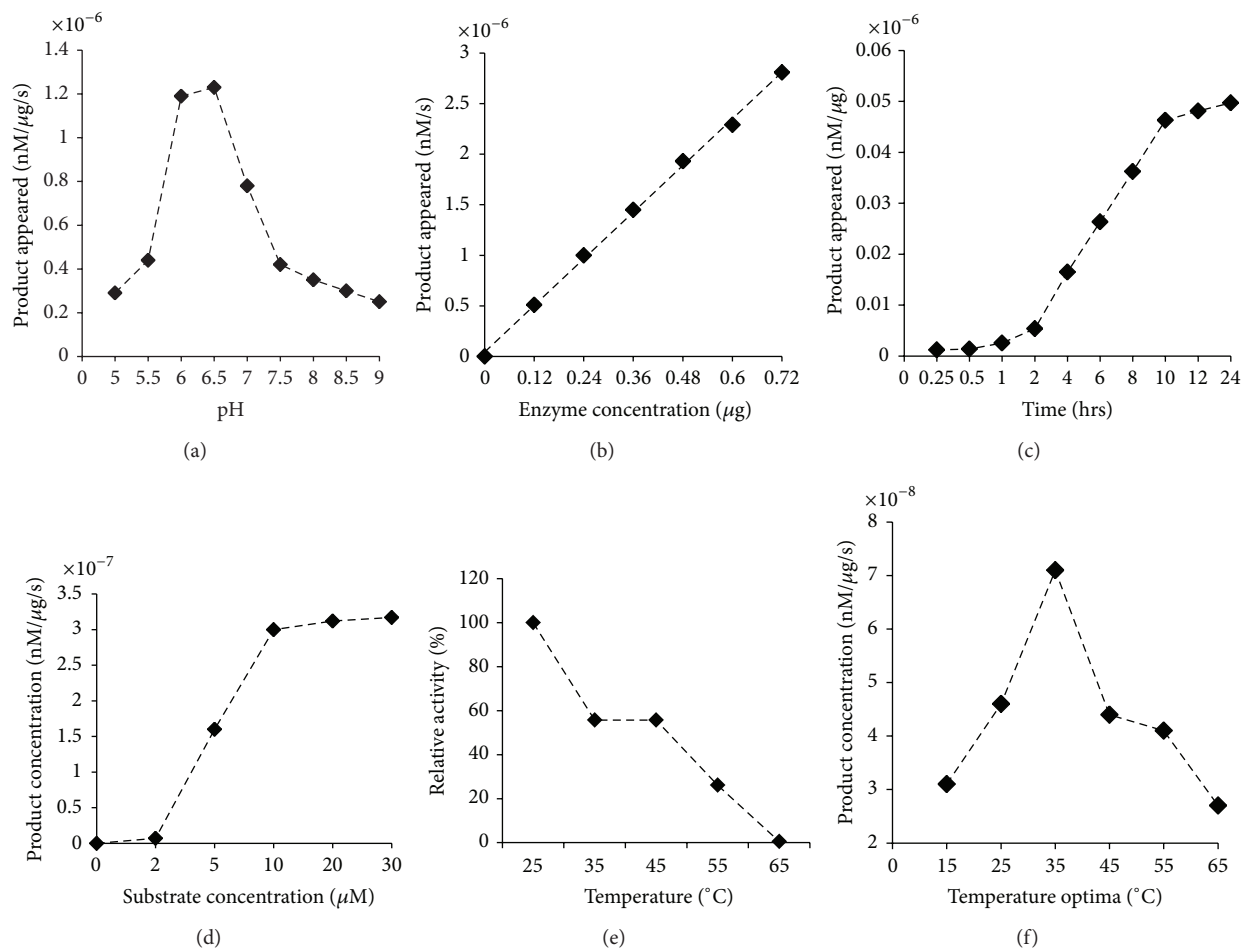 ×10⁻⁶
Product appeared (nM/μg/s)
1.4
1.2
1
0.8
0.6
0.4
0.2
0
0 5 5.5 6 6.5 7 7.5 8 8.5 9
pH
(a)
×10⁻⁶
Product appeared (nM/s)
3
2.5
2
1.5
1
0.5
0
0 0.12 0.24 0.36 0.48 0.6 0.72
Enzyme concentration (μg)
(b)
×10⁻⁶
Product appeared (nM/μg)
0.06
0.05
0.04
0.03
0.02
0.01
0
0 0.25 0.5 1 2 4 6 8 10 12 24
Time (hrs)
(c)
×10⁻⁷
Product concentration (nM/μg/s)
3.5
3
2.5
2
1.5
1
0.5
0
0 2 5 10 20 30
Substrate concentration (μM)
(d)
Relative activity (%)
120
100
80
60
40
20
0
25 35 45 55 65
Temperature (°C)
(e)
×10⁻⁸
Product concentration (nM/μg/s)
8
7
6
5
4
3
2
0 15 25 35 45 55 65
Temperature optima (°C)
(f)